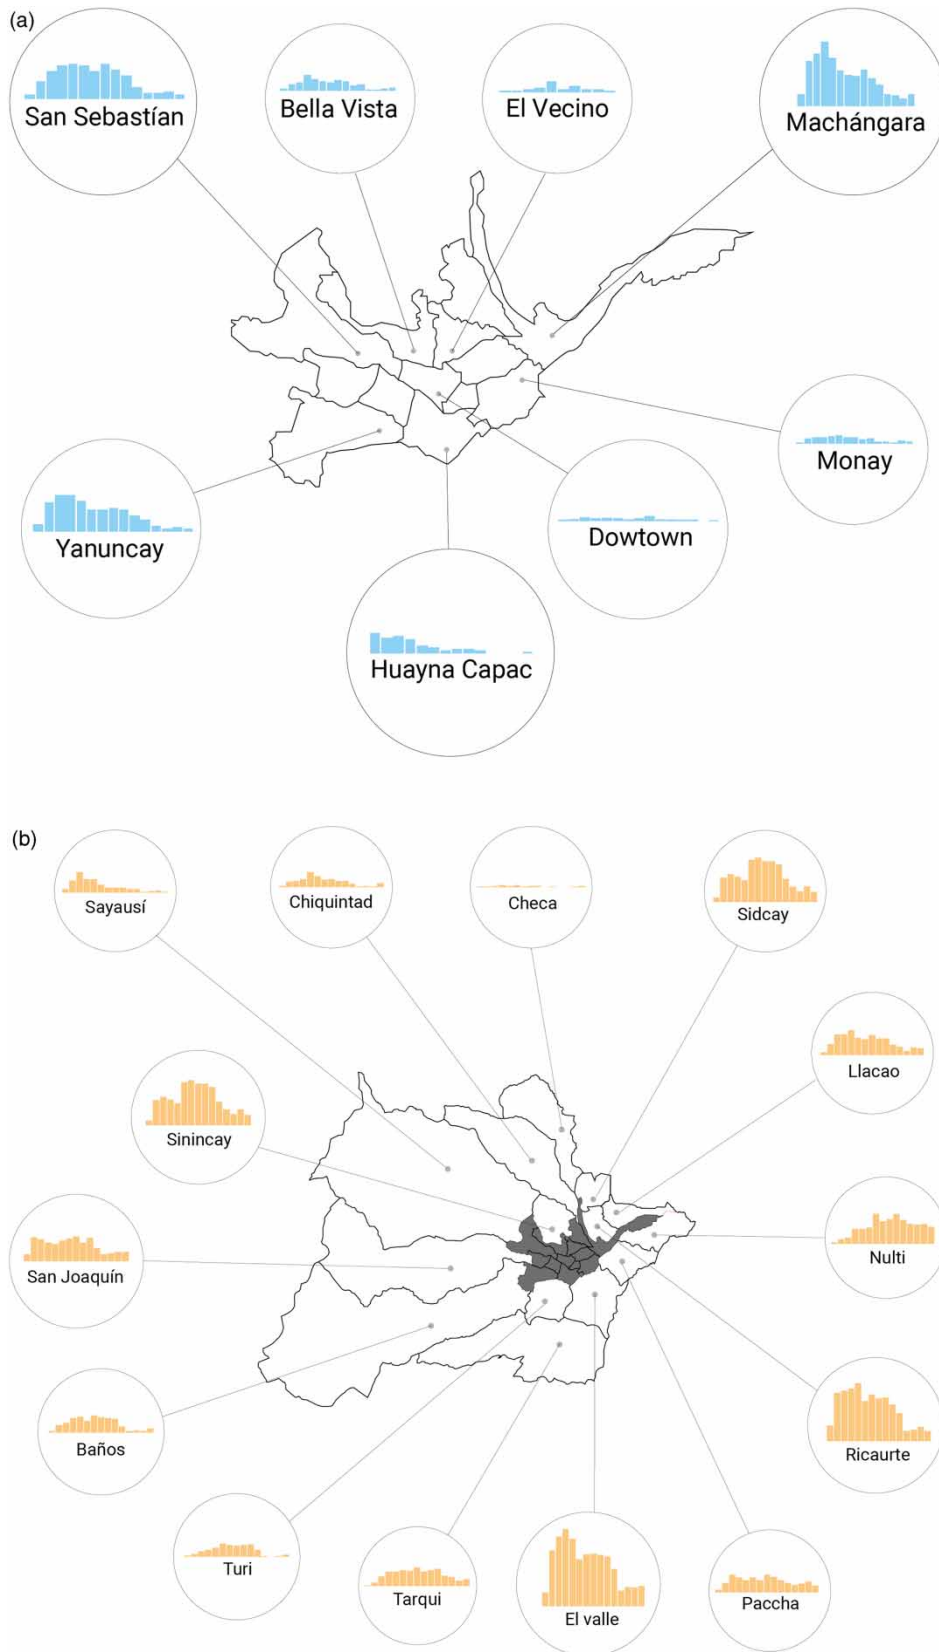 (a)
San Sebastían
Bella Vista
El Vecino
Machángara
Monay
Yanuncay
Dowtown
Huayna Capac
(b)
Sayausí
Chiquintad
Checa
Sidcay
Llacao
Sinincay
Nulti
San Joaquín
Ricaurte
Baños
Turi
Tarqui
El valle
Paccha